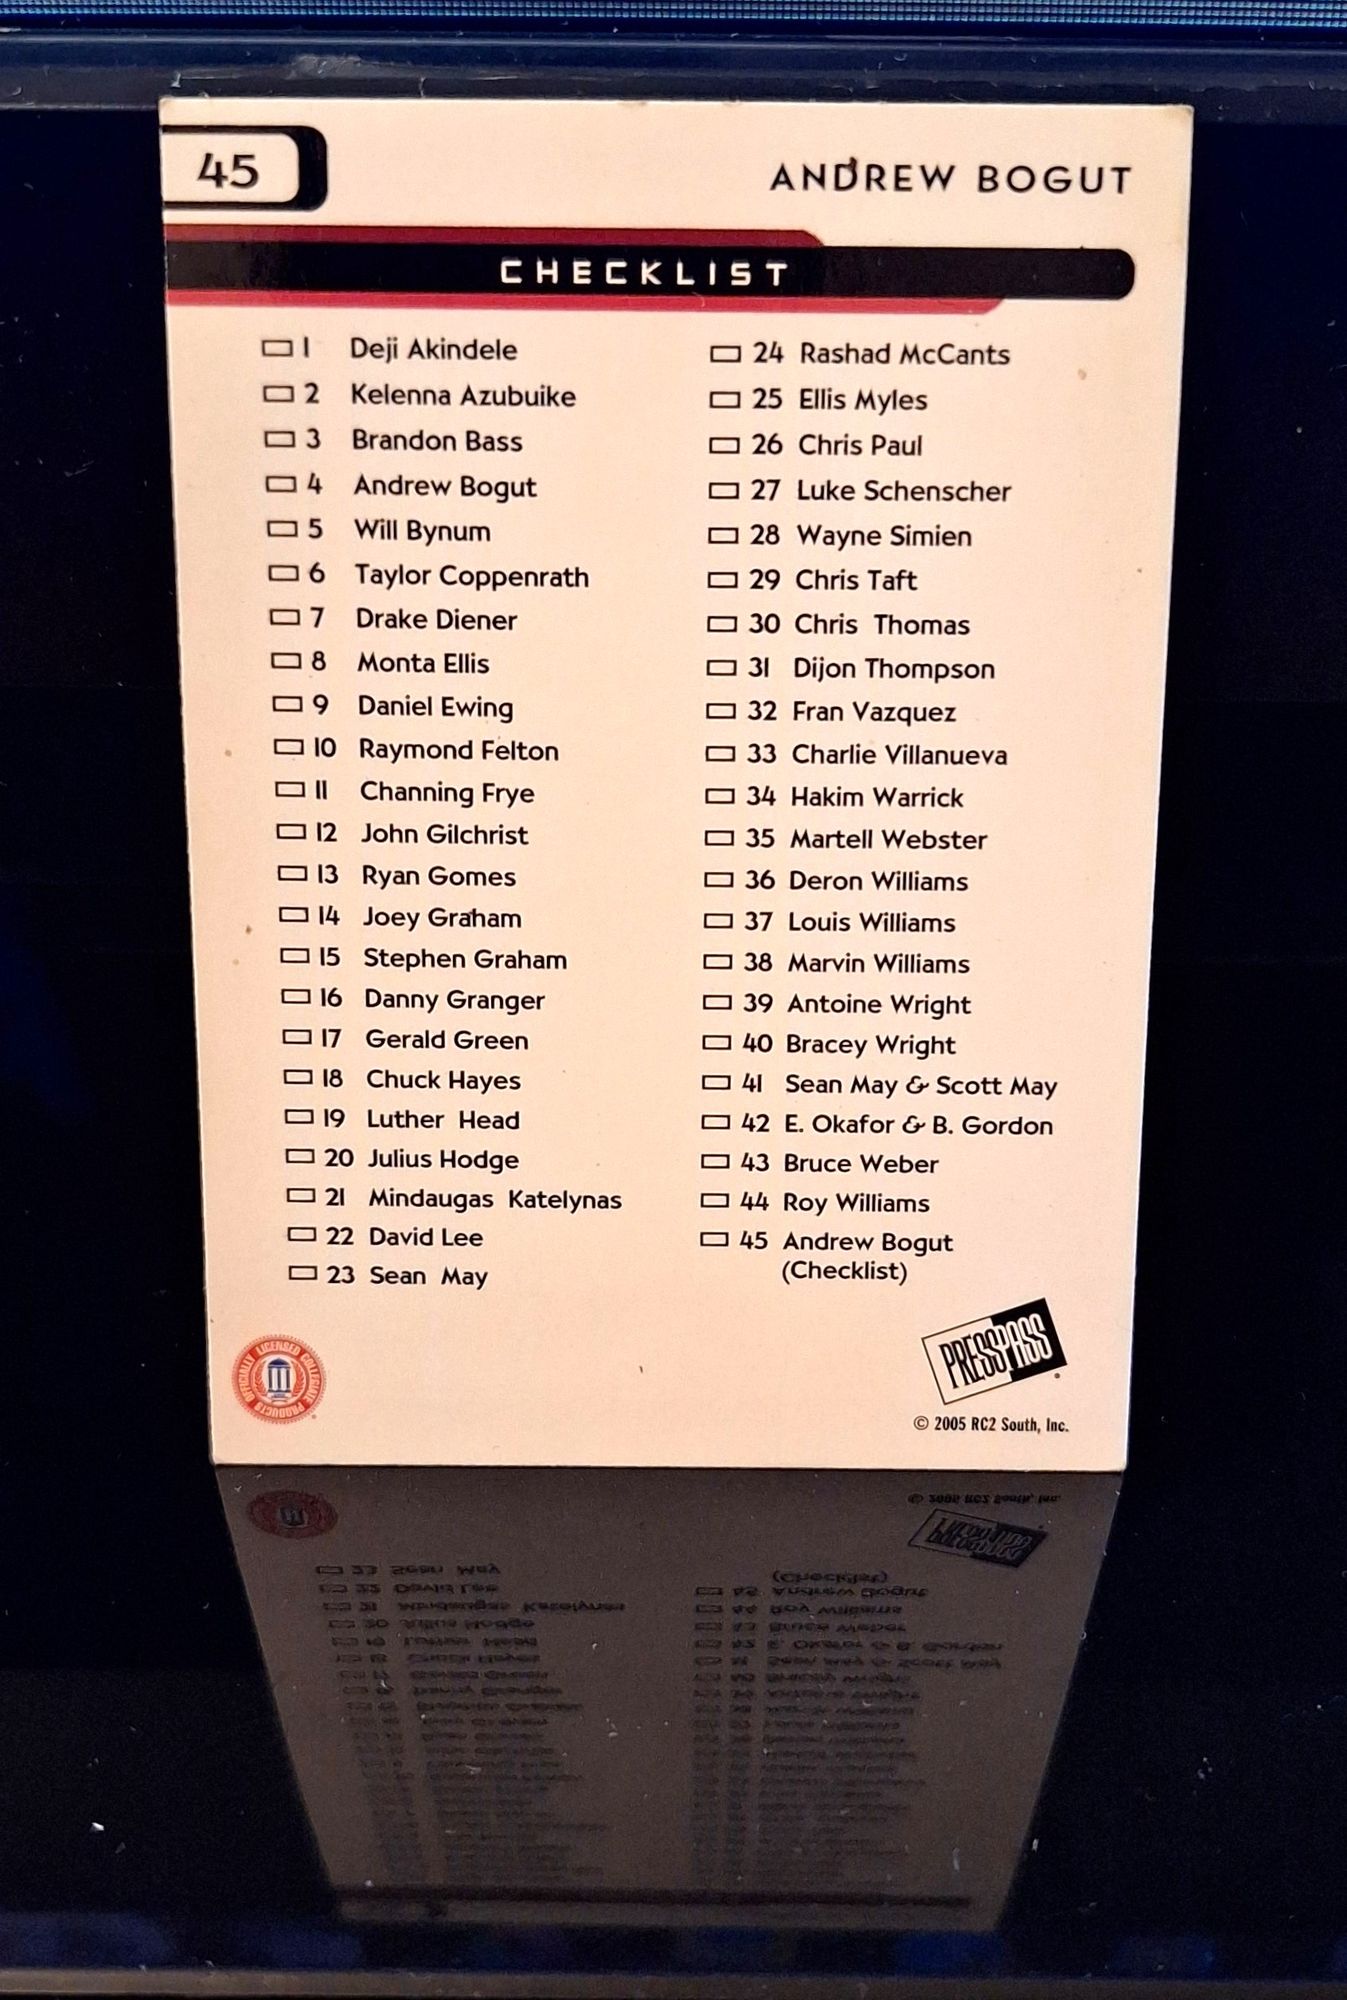 45
ANDREW BOGUT
CHECKLIST
1 Deji Akindele
2 Kelenna Azubuike
3 Brandon Bass
4 Andrew Bogut
5 Will Bynum
6 Taylor Coppenrath
7 Drake Diener
8 Monta Ellis
9 Daniel Ewing
10 Raymond Felton
11 Channing Frye
12 John Gilchrist
13 Ryan Gomes
14 Joey Graham
15 Stephen Graham
16 Danny Granger
17 Gerald Green
18 Chuck Hayes
19 Luther Head
20 Julius Hodge
21 Mindaugas Katelynas
22 David Lee
23 Sean May
24 Rashad McCants
25 Ellis Myles
26 Chris Paul
27 Luke Schenscher
28 Wayne Simien
29 Chris Taft
30 Chris Thomas
31 Dijon Thompson
32 Fran Vazquez
33 Charlie Villanueva
34 Hakim Warrick
35 Martell Webster
36 Deron Williams
37 Louis Williams
38 Marvin Williams
39 Antoine Wright
40 Bracey Wright
41 Sean May & Scott May
42 E. Okafor & B. Gordon
43 Bruce Weber
44 Roy Williams
45 Andrew Bogut
(Checklist)
OFFICIALLY LICENSED COLLEGIATE PRODUCTS
PRESSPASS
© 2005 RC2 South, Inc.